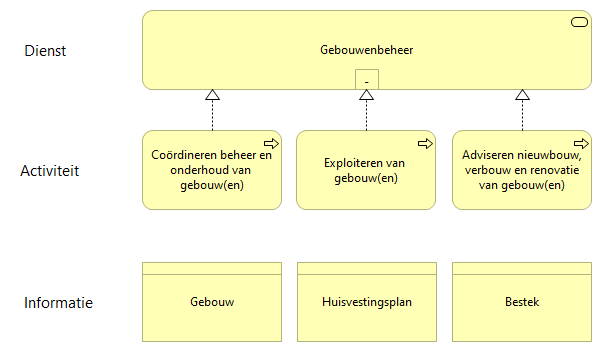 Dienst
Gebouwenbeheer
-
Activiteit
Coördineren beheer en
onderhoud van
gebouw(en)
Exploiteren van
gebouw(en)
Adviseren nieuwbouw,
verbouw en renovatie
van gebouw(en)
Informatie
Gebouw
Huisvestingsplan
Bestek